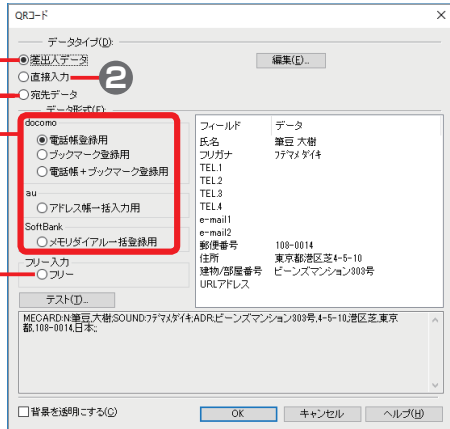 QRコード
データタイプ(D):
差出人データ
編集(E)...
直接入力
2
宛先データ
データ形式(F):
docomo
電話帳登録用
ブックマーク登録用
電話帳+ブックマーク登録用
au
アドレス帳一括入力用
SoftBank
メモリダイアル一括登録用
フリー入力
フリー
フィールド データ
氏名 筆豆 大樹
フリガナ フデマメ ダイキ
TEL.1
TEL.2
TEL.3
TEL.4
e-mail1
e-mail2
郵便番号 108-0014
住所 東京都港区芝4-5-10
建物/部屋番号 ビーンズマンション303号
URLアドレス
テスト(T)...
MECARD:N:筆豆,大樹;SOUND:フデマメ,ダイキ;ADR:ビーンズマンション303号,4-5-10,港区芝,東京
都,108-0014,日本;;
背景を透明にする(C)
OK キャンセル ヘルプ(H)